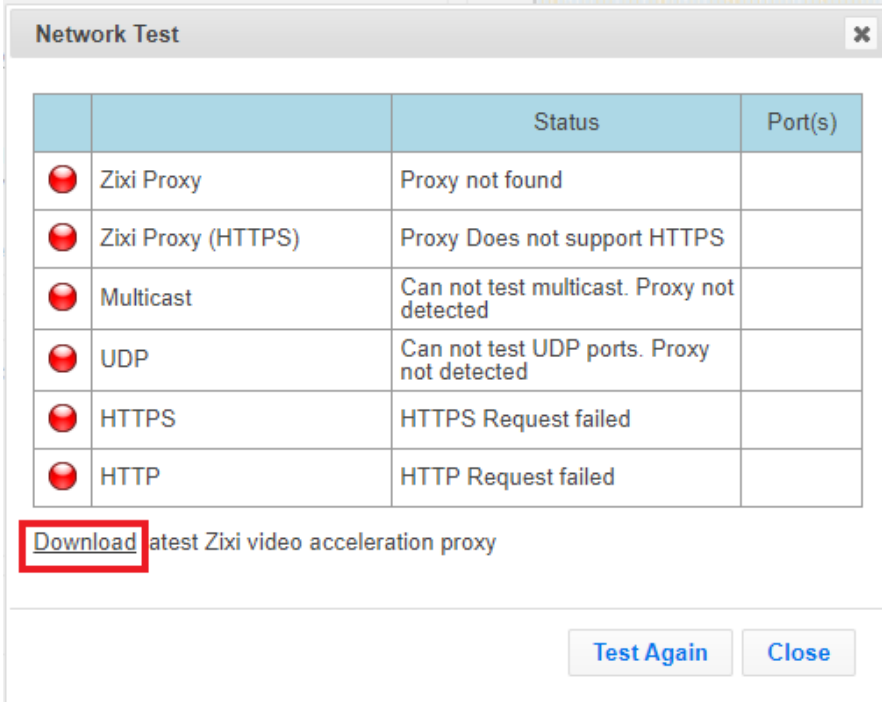 Network Test
Status Port(s)
Zixi Proxy Proxy not found
Zixi Proxy (HTTPS) Proxy Does not support HTTPS
Multicast Can not test multicast. Proxy not
detected
UDP Can not test UDP ports. Proxy
not detected
HTTPS HTTPS Request failed
HTTP HTTP Request failed
Download atest Zixi video acceleration proxy
Test Again Close